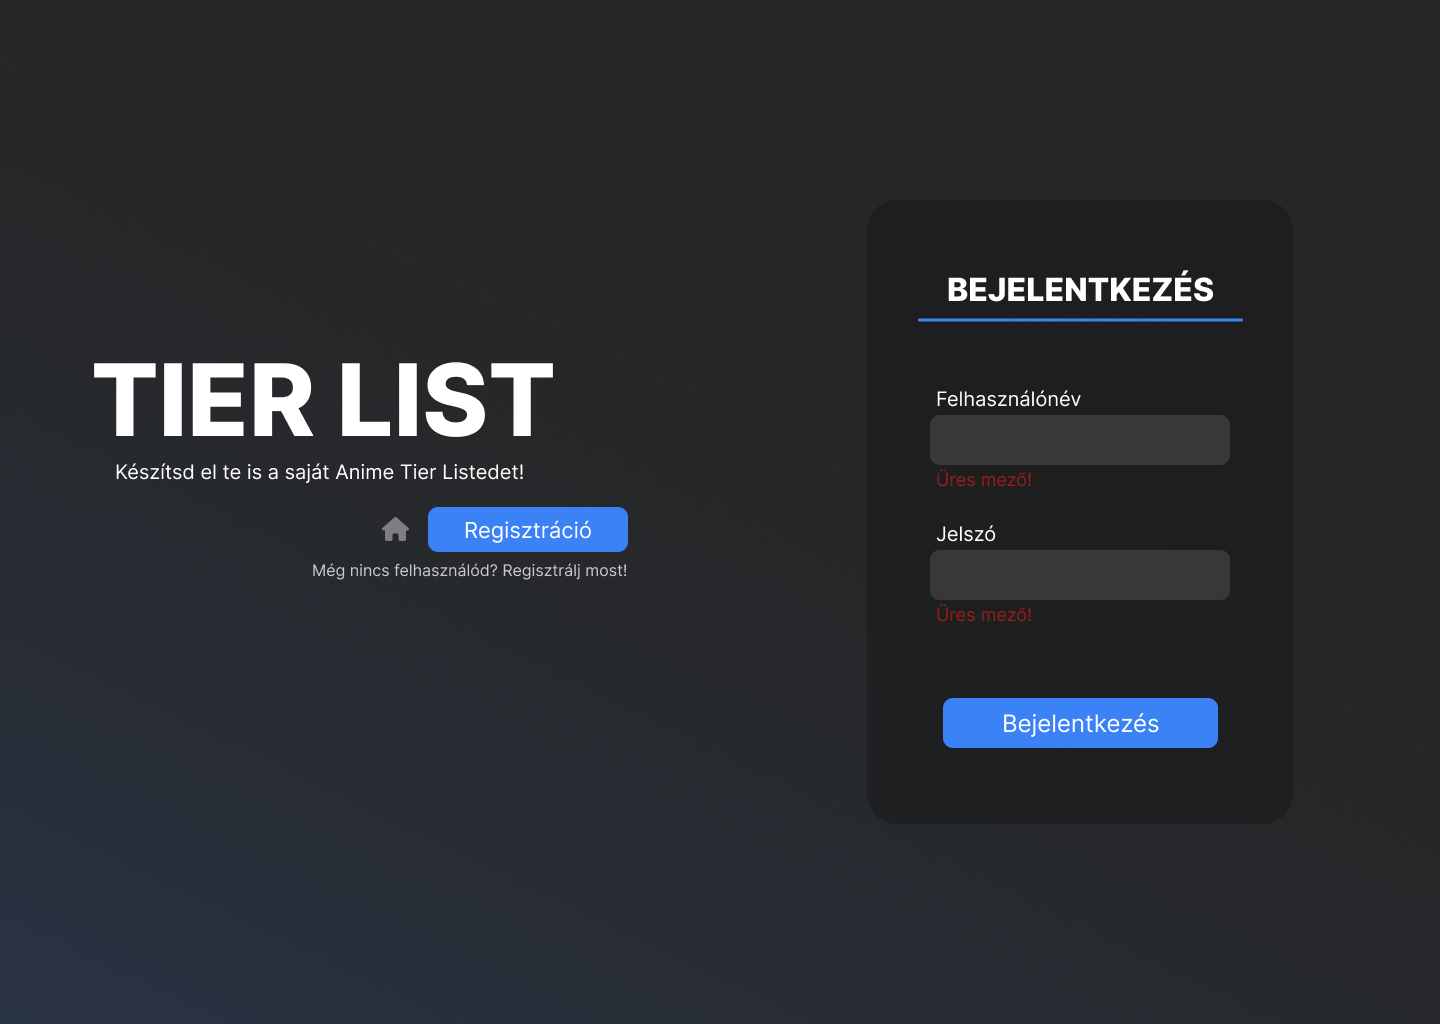 TIER LIST
Készítsd el te is a saját Anime Tier Listedet!
Regisztráció
Még nincs felhasználód? Regisztrálj most!
BEJELENTKEZÉS
Felhasználónév
Üres mező!
Jelszó
Üres mező!
Bejelentkezés